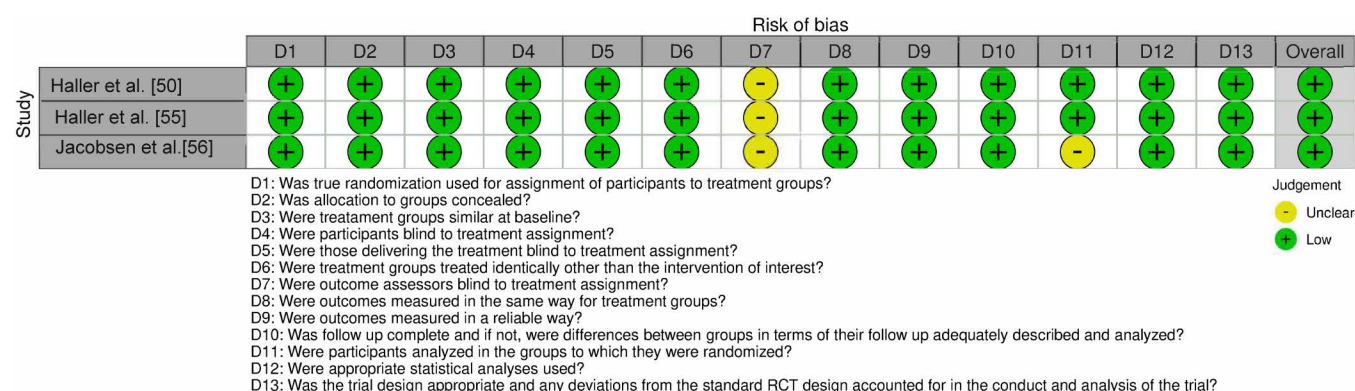 Risk of bias
D1 D2 D3 D4 D5 D6 D7 D8 D9 D10 D11 D12 D13 Overall
Study
Haller et al. [50] + + + + + + - + + + + + + +
Haller et al. [55] + + + + + + - + + + + + + +
Jacobsen et al.[56] + + + + + + - + + + - + + +
D1: Was true randomization used for assignment of participants to treatment groups?
D2: Was allocation to groups concealed?
D3: Were treatament groups similar at baseline?
D4: Were participants blind to treatment assignment?
D5: Were those delivering the treatment blind to treatment assignment?
D6: Were treatment groups treated identically other than the intervention of interest?
D7: Were outcome assessors blind to treatment assignment?
D8: Were outcomes measured in the same way for treatment groups?
D9: Were outcomes measured in a reliable way?
D10: Was follow up complete and if not, were differences between groups in terms of their follow up adequately described and analyzed?
D11: Were participants analyzed in the groups to which they were randomized?
D12: Were appropriate statistical analyses used?
D13: Was the trial design appropriate and any deviations from the standard RCT design accounted for in the conduct and analysis of the trial?
Judgement
- Unclear
+ Low